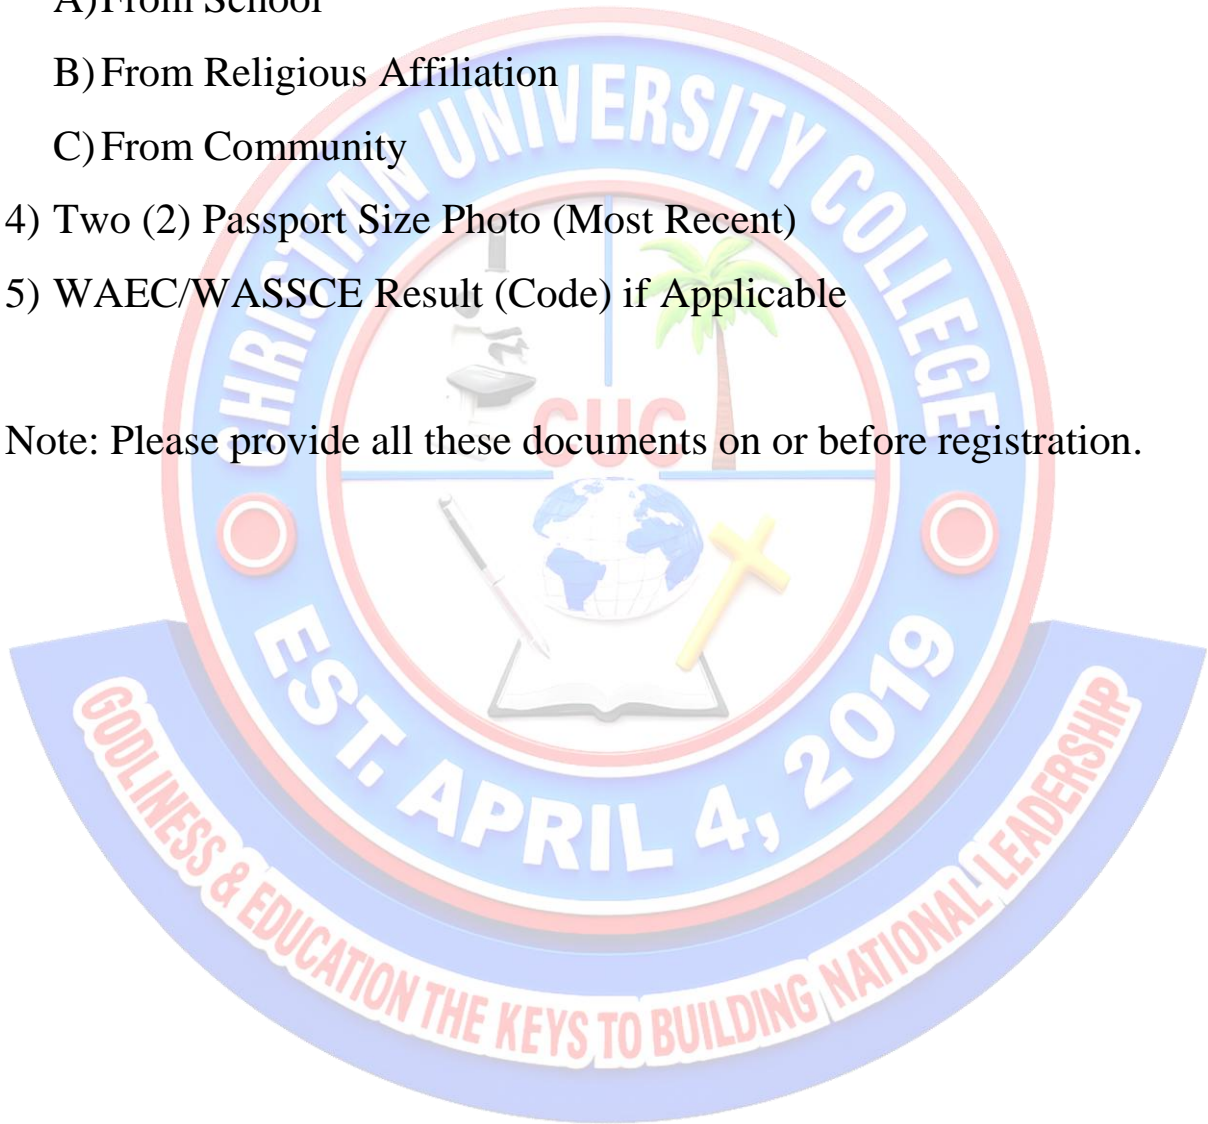 A) From School
B) From Religious Affiliation
C) From Community
4) Two (2) Passport Size Photo (Most Recent)
5) WAEC/WASSCE Result (Code) if Applicable
Note: Please provide all these documents on or before registration.
CHRISTIAN UNIVERSITY COLLEGE
CUC
EST. APRIL 4, 2019
GODLINESS & EDUCATION THE KEYS TO BUILDING NATIONAL LEADERSHIP